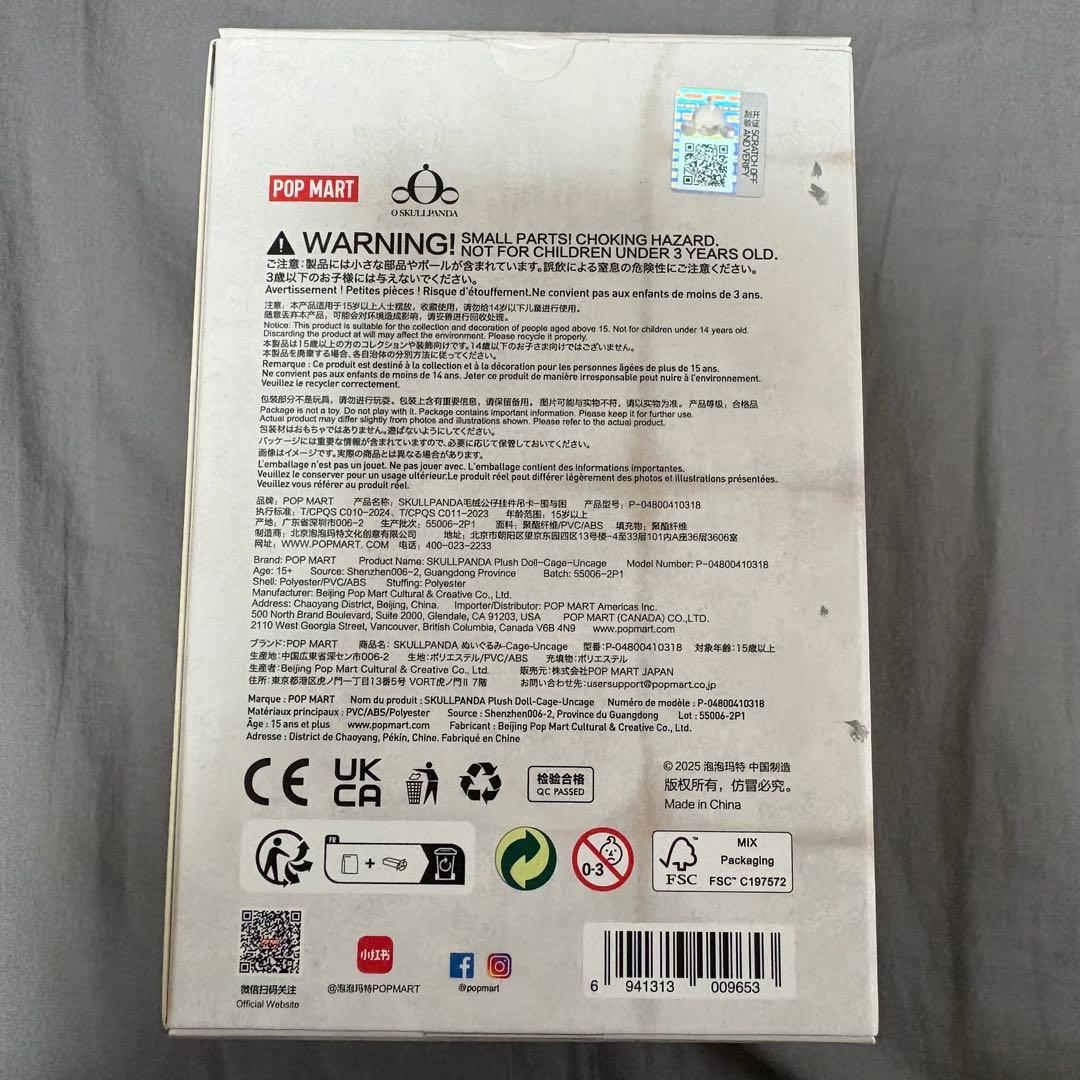 开证 SCRATCH OFF
刮验 AND VERIFY
POP MART
O SKULLPANDA
WARNING! SMALL PARTS! CHOKING HAZARD.
NOT FOR CHILDREN UNDER 3 YEARS OLD.
ご注意:製品には小さな部品やボールが含まれています。誤飲による窒息の危険性にご注意ください。
3歳以下のお子様には与えないでください。
Avertissement ! Petites pièces ! Risque d'étouffement.Ne convient pas aux enfants de moins de 3 ans.
注意：本产品适用于15岁以上人士摆放，收藏使用，请勿给14岁以下儿童进行使用。
随意丢弃本产品，可能会对环境造成影响，请妥善进行回收处理。
Notice: This product is suitable for the collection and decoration of people aged above 15. Not for children under 14 years old.
Discarding the product at will may affect the environment. Please recycle it properly.
本製品は15歳以上の方のコレクションや装飾向けです。14歳以下のお子さま向けではございません。
本製品を廃棄する場合、各自治体の分別方法に従ってください。
Remarque : Ce produit est destiné à la collection et à la décoration pour les personnes âgées de plus de 15 ans.
Ne convient pas aux enfants de moins de 14 ans. Jeter ce produit de manière irresponsable peut nuire à l'environnement.
Veuillez le recycler correctement.
包装部分不是玩具，请勿进行玩耍。包装上含有重要信息，请保留备用。图片可能与实物不符，请以实物为准。产品等级：合格品
Package is not a toy. Do not play with it. Package contains important information. Please keep it for further use.
Actual product may differ slightly from photos and illustrations shown. Please refer to the actual product.
包装材はおもちゃではありません。遊ばないようにしてください。
パッケージには重要な情報が含まれていますので、必要に応じて保管しておいてください。
画像はイメージです。実際の商品とは異なる場合があります。
L'emballage n'est pas un jouet. Ne pas jouer avec. L'emballage contient des informations importantes.
Veuillez le conserver pour un usage ultérieur.Le produit réel peut différer légèrement des photos et illustrations présentées.
Veuillez vous référer au produit réel.
品牌：POP MART 产品名称：SKULLPANDA毛绒公仔挂件吊卡-围与困 产品型号：P-04800410318
执行标准：T/CPQS C010-2024、T/CPQS C011-2023 年龄范围：15岁以上
产地：广东省深圳市006-2 生产批次：55006-2P1 面料：聚酯纤维/PVC/ABS 填充物：聚酯纤维
制造商：北京泡泡玛特文化创意有限公司 地址：北京市朝阳区望京东园四区13号楼-4至33层101内A座36层3606室
网址：WWW.POPMART. COM 电话：400-023-2233
Brand: POP MART Product Name: SKULLPANDA Plush Doll-Cage-Uncage Model Number: P-04800410318
Age: 15+ Source: Shenzhen006-2, Guangdong Province Batch: 55006-2P1
Shell: Polyester/PVC/ABS Stuffing: Polyester
Manufacturer: Beijing Pop Mart Cultural & Creative Co., Ltd.
Address: Chaoyang District, Beijing, China. Importer/Distributor: POP MART Americas Inc.
500 North Brand Boulevard, Suite 2000, Glendale, CA 91203, USA POP MART (CANADA) CO.,LTD.
2110 West Georgia Street, Vancouver, British Columbia, Canada V6B 4N9 www.popmart.com
ブランド:POP MART 商品名: SKULLPANDA ぬいぐるみ-Cage-Uncage 型番:P-04800410318 対象年齢:15歳以上
生産地:中国広東省深セン市006-2 生地:ポリエステル/PVC/ABS 充填物:ポリエステル
生産者:Beijing Pop Mart Cultural & Creative Co., Ltd. 販売元:株式会社POP MART JAPAN
住所:東京都港区虎ノ門一丁目13番5号 VORT虎ノ門II 7階 お問い合わせ先:usersupport@popmart.co.jp
Marque : POP MART Nom du produit : SKULLPANDA Plush Doll-Cage-Uncage Numéro de modèle : P-04800410318
Matériaux principaux : PVC/ABS/Polyester Source : Shenzhen006-2, Province du Guangdong Lot : 55006-2P1
Âge : 15 ans et plus www.popmart.com Fabricant : Beijing Pop Mart Cultural & Creative Co., Ltd.
Adresse : District de Chaoyang, Pékin, Chine. Fabriqué en Chine
CE
UK
CA
检验合格
QC PASSED
© 2025 泡泡玛特 中国制造
版权所有，仿冒必究。
Made in China
FR
+
0-3
FSC
MIX
Packaging
FSC™ C197572
微信扫码关注
Official Website
小红书
@泡泡玛特POPMART
@popmart
6 941313 009653